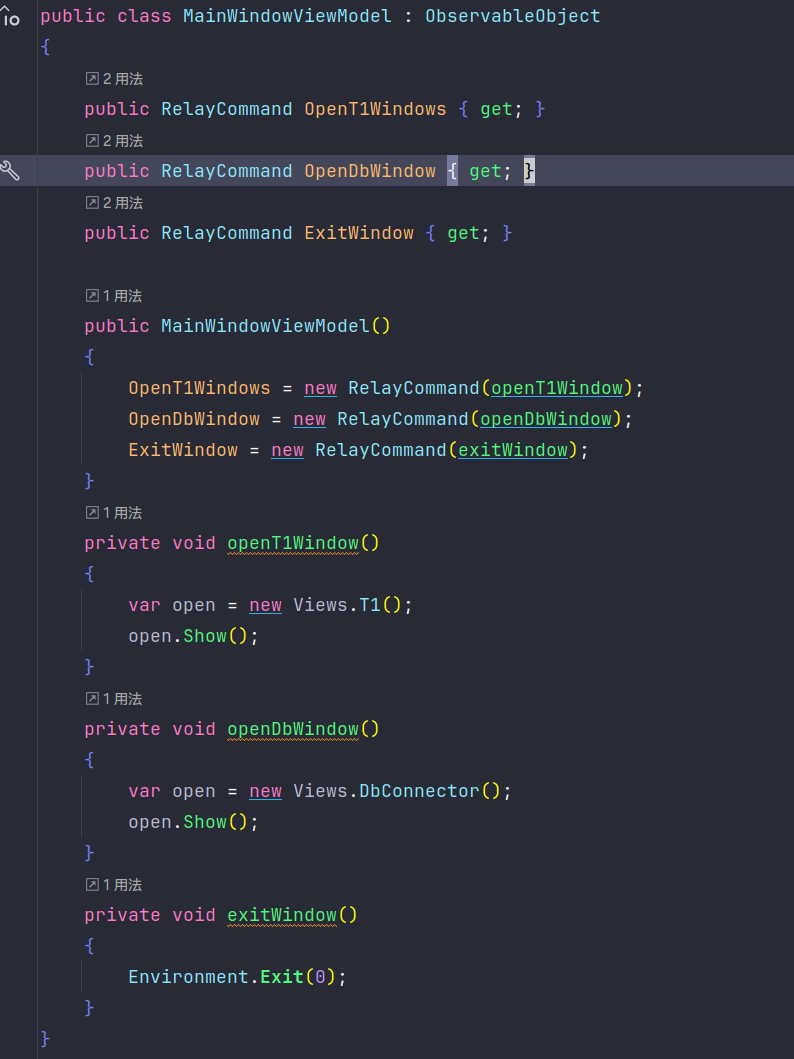 public class MainWindowViewModel : ObservableObject
{
2 用法
public RelayCommand OpenT1Windows { get; }
2 用法
public RelayCommand OpenDbWindow { get; }
2 用法
public RelayCommand ExitWindow { get; }
1 用法
public MainWindowViewModel()
{
OpenT1Windows = new RelayCommand(openT1Window);
OpenDbWindow = new RelayCommand(openDbWindow);
ExitWindow = new RelayCommand(exitWindow);
}
1 用法
private void openT1Window()
{
var open = new Views.T1();
open.Show();
}
1 用法
private void openDbWindow()
{
var open = new Views.DbConnector();
open.Show();
}
1 用法
private void exitWindow()
{
Environment.Exit(0);
}
}